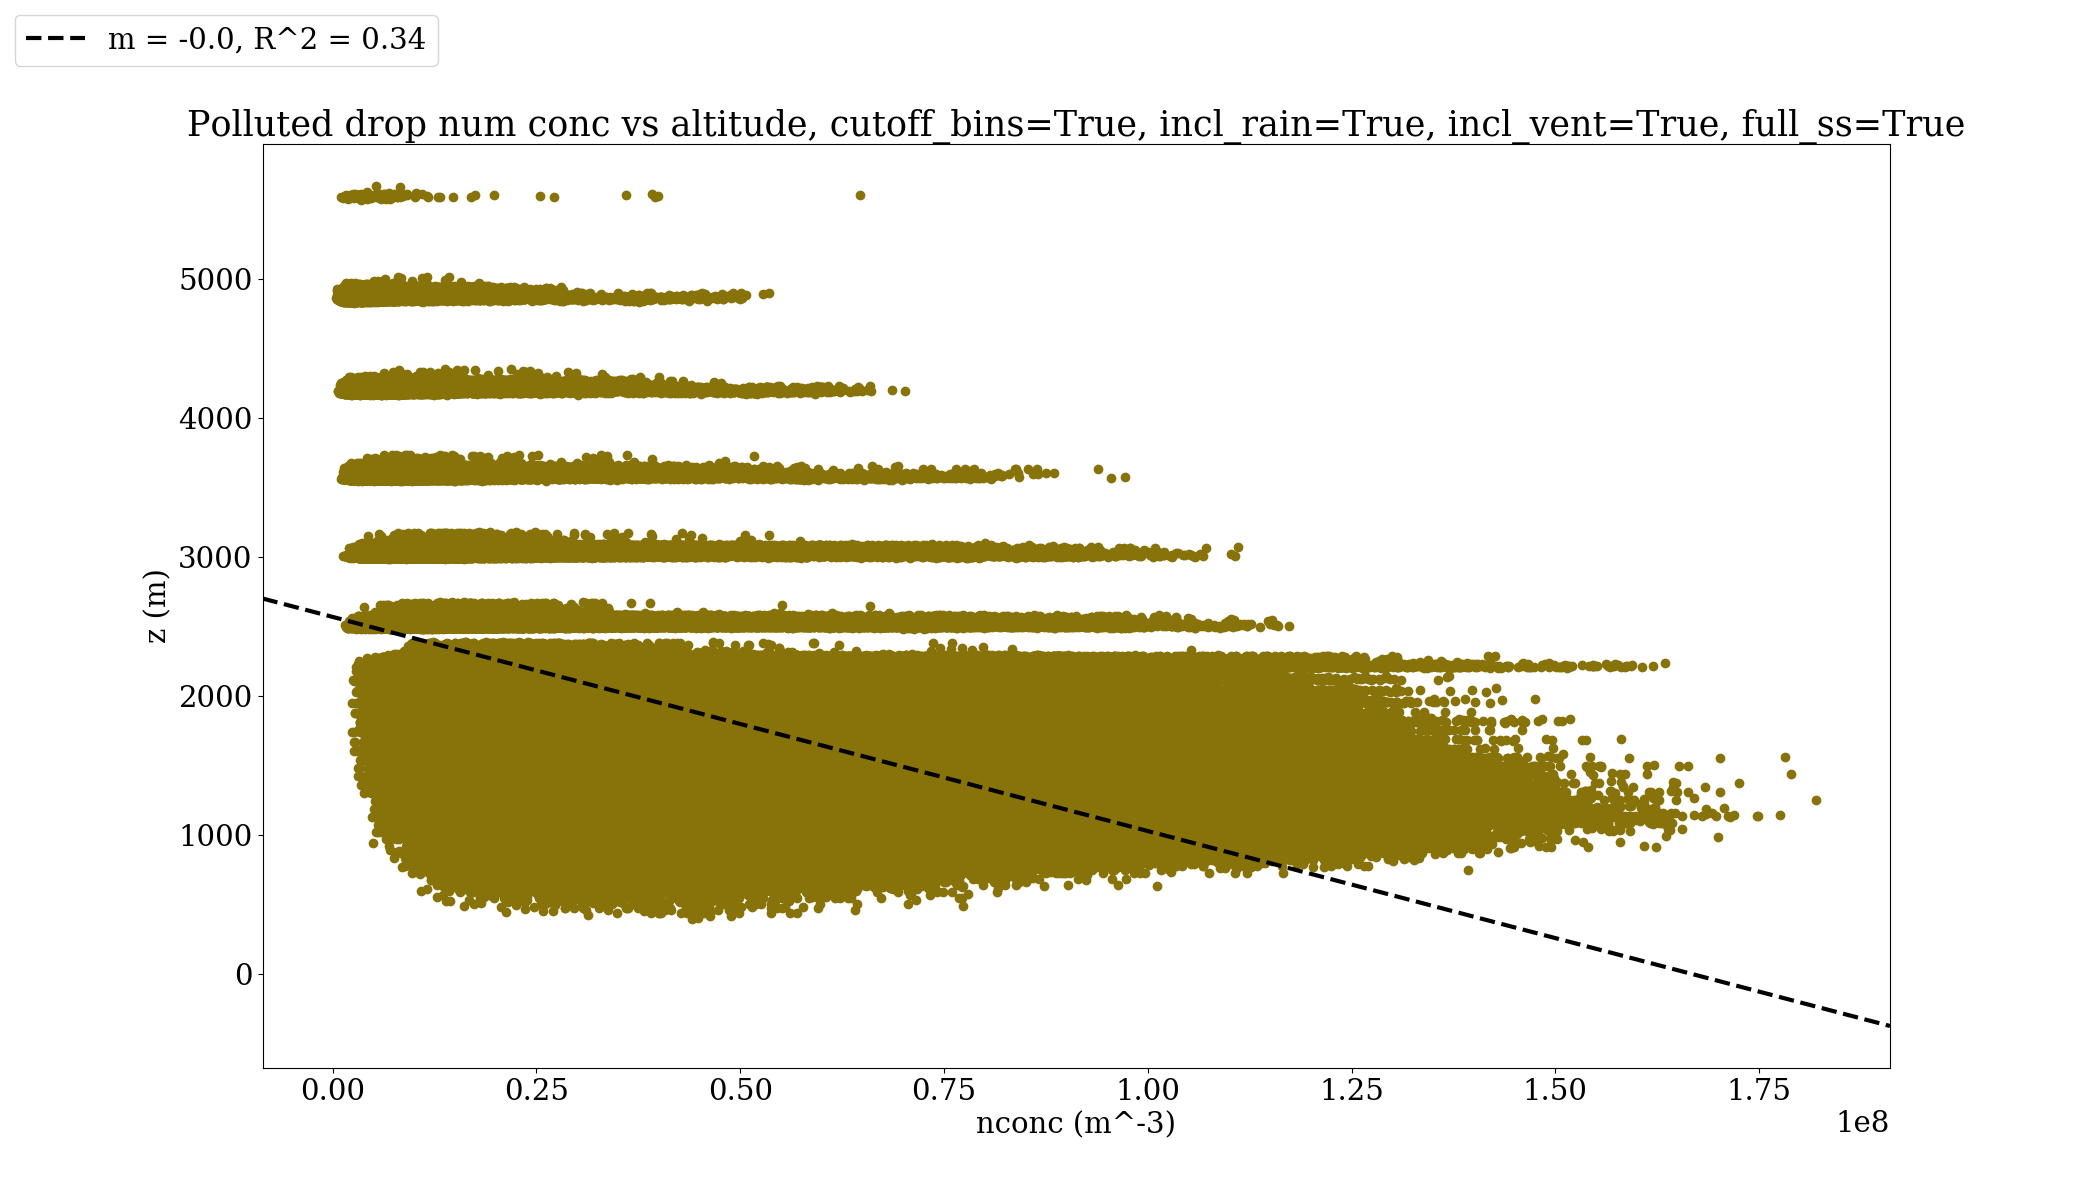 m = -0.0, R^2 = 0.34
Polluted drop num conc vs altitude, cutoff_bins=True, incl_rain=True, incl_vent=True, full_ss=True
5000
4000
3000
2000
1000
0
z (m)
0.00 0.25 0.50 0.75 1.00 1.25 1.50 1.75
nconc (m^-3)
1e8